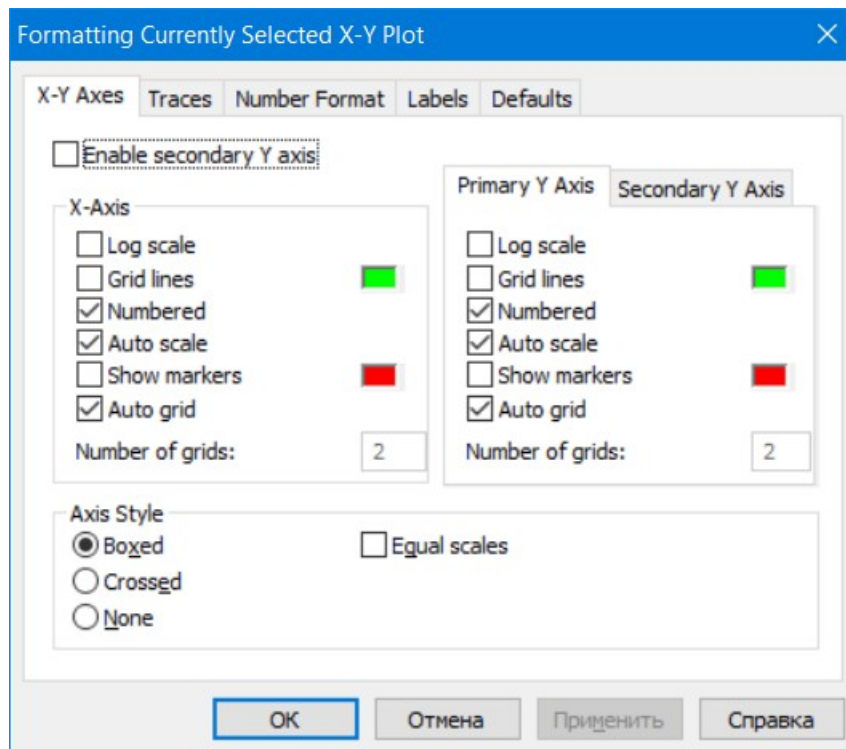 Formatting Currently Selected X-Y Plot
X-Y Axes Traces Number Format Labels Defaults
Enable secondary Y axis
Primary Y Axis Secondary Y Axis
X-Axis
Log scale Log scale
Grid lines Grid lines
Numbered Numbered
Auto scale Auto scale
Show markers Show markers
Auto grid Auto grid
Number of grids: 2 Number of grids: 2
Axis Style
Boxed Equal scales
Crossed
None
OK Отмена Применить Справка